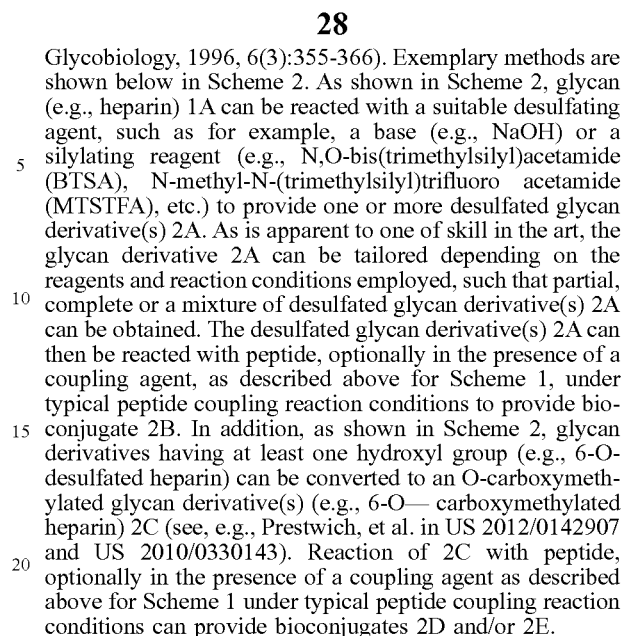 28
Glycobiology, 1996, 6(3):355-366). Exemplary methods are
shown below in Scheme 2. As shown in Scheme 2, glycan
(e.g., heparin) 1A can be reacted with a suitable desulfating
agent, such as for example, a base (e.g., NaOH) or a
5 silylating reagent (e.g., N,O-bis(trimethylsilyl)acetamide
(BTSA), N-methyl-N-(trimethylsilyl)trifluoro acetamide
(MTSTFA), etc.) to provide one or more desulfated glycan
derivative(s) 2A. As is apparent to one of skill in the art, the
glycan derivative 2A can be tailored depending on the
reagents and reaction conditions employed, such that partial,
10 complete or a mixture of desulfated glycan derivative(s) 2A
can be obtained. The desulfated glycan derivative(s) 2A can
then be reacted with peptide, optionally in the presence of a
coupling agent, as described above for Scheme 1, under
typical peptide coupling reaction conditions to provide bio-
15 conjugate 2B. In addition, as shown in Scheme 2, glycan
derivatives having at least one hydroxyl group (e.g., 6-O-
desulfated heparin) can be converted to an O-carboxymeth-
ylated glycan derivative(s) (e.g., 6-O— carboxymethylated
heparin) 2C (see, e.g., Prestwich, et al. in US 2012/0142907
and US 2010/0330143). Reaction of 2C with peptide,
20 optionally in the presence of a coupling agent as described
above for Scheme 1 under typical peptide coupling reaction
conditions can provide bioconjugates 2D and/or 2E.